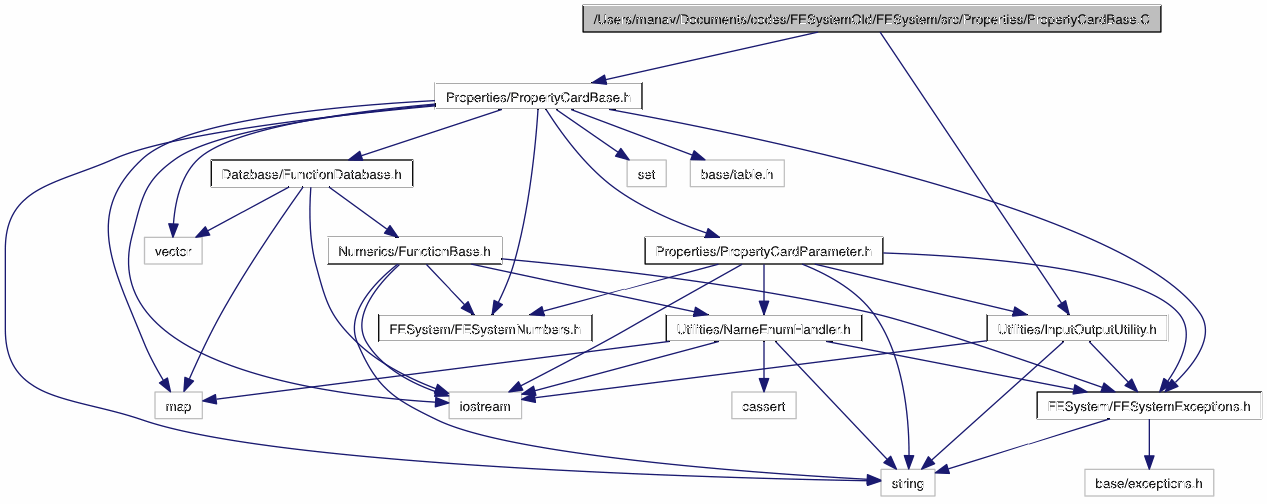 /Users/manav/Documents/codes/FESystemOld/FESystem/src/Properties/PropertyCardBase.C
Properties/PropertyCardBase.h
Database/FunctionDatabase.h
set
base/table.h
vector
Numerics/FunctionBase.h
Properties/PropertyCardParameter.h
FESystem/FESystemNumbers.h
Utilities/NameEnumHandler.h
Utilities/InputOutputUtility.h
map
iostream
cassert
FESystem/FESystemExceptions.h
string
base/exceptions.h